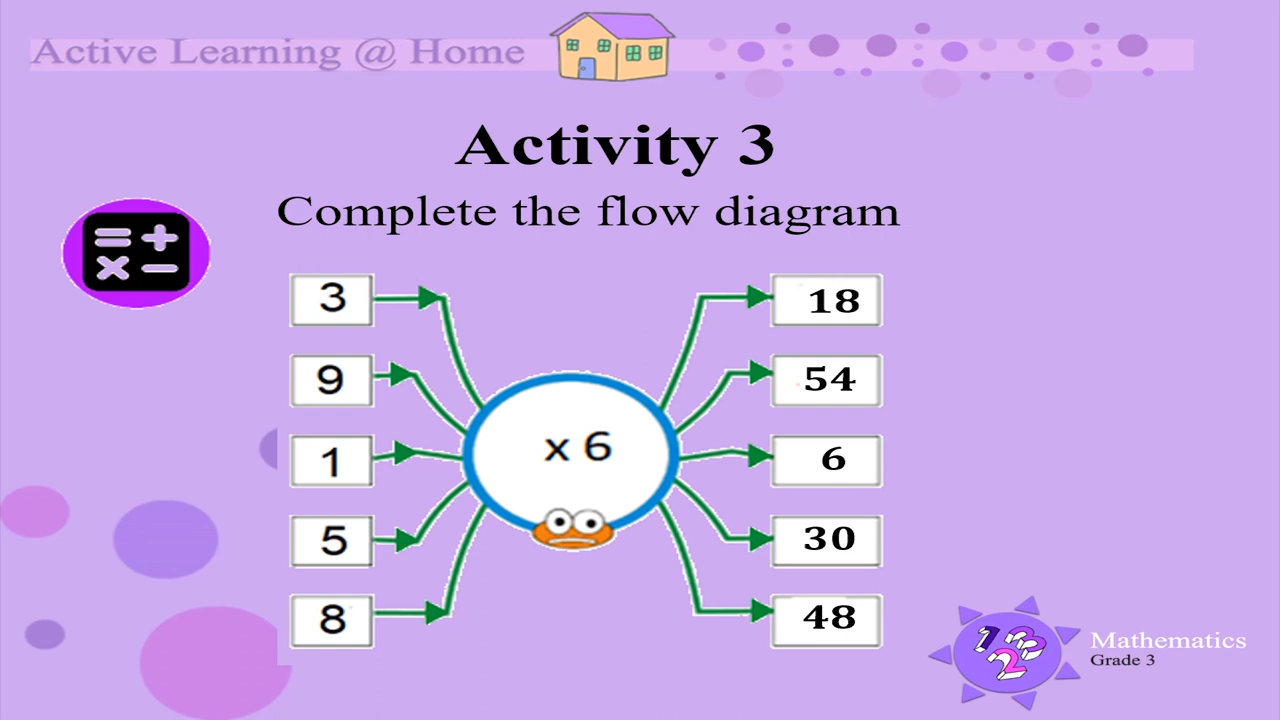 Active Learning @ Home
Activity 3
Complete the flow diagram
3
18
9
54
x 6
1
6
5
30
8
48
123
Mathematics
Grade 3